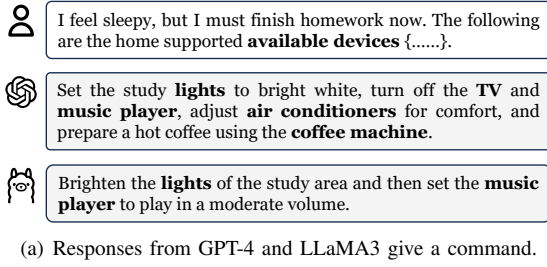 I feel sleepy, but I must finish homework now. The following
are the home supported available devices {......}.
Set the study lights to bright white, turn off the TV and
music player, adjust air conditioners for comfort, and
prepare a hot coffee using the coffee machine.
Brighten the lights of the study area and then set the music
player to play in a moderate volume.
(a) Responses from GPT-4 and LLaMA3 give a command.